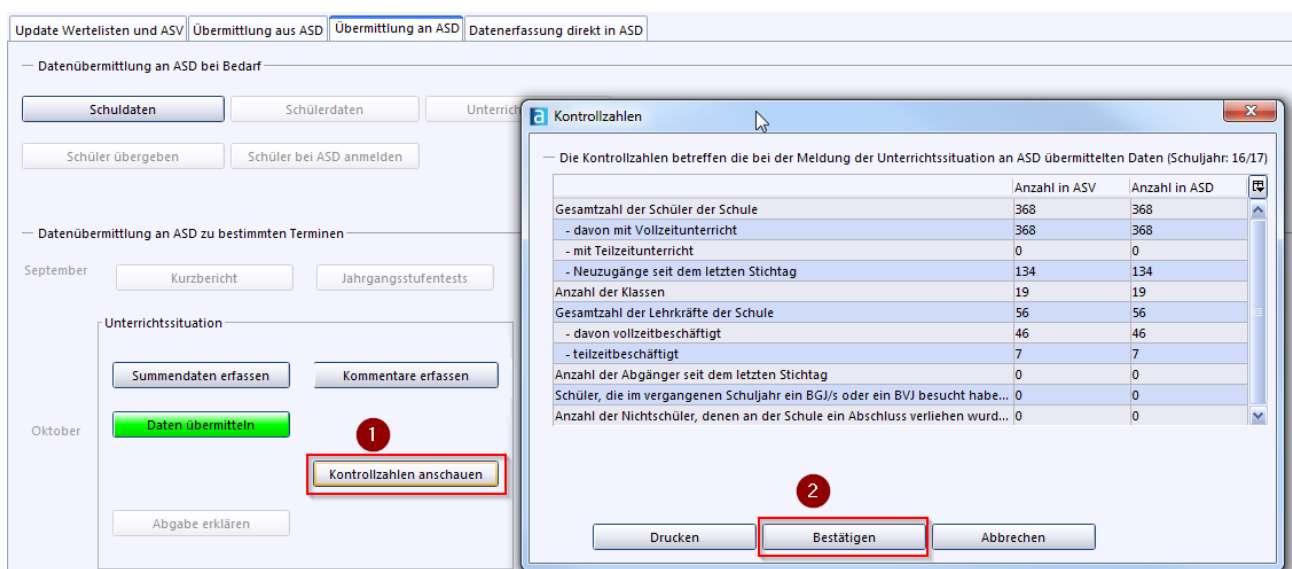 Update Wertelisten und ASV Übermittlung aus ASD Übermittlung an ASD Datenerfassung direkt in ASD
Datenübermittlung an ASD bei Bedarf
Schuldaten Schülerdaten Unterrich
Schüler übergeben Schüler bei ASD anmelden
Datenübermittlung an ASD zu bestimmten Terminen
September Kurzbericht Jahrgangsstufentests
Unterrichtssituation
Summendaten erfassen Kommentare erfassen
Oktober Daten übermitteln
1
Kontrollzahlen anschauen
Abgabe erklären
a Kontrollzahlen x
Die Kontrollzahlen betreffen die bei der Meldung der Unterrichtssituation an ASD übermittelten Daten (Schuljahr: 16/17)
Anzahl in ASV Anzahl in ASD
Gesamtzahl der Schüler der Schule 368 368
- davon mit Vollzeitunterricht 368 368
- mit Teilzeitunterricht 0 0
- Neuzugänge seit dem letzten Stichtag 134 134
Anzahl der Klassen 19 19
Gesamtzahl der Lehrkräfte der Schule 56 56
- davon vollzeitbeschäftigt 46 46
- teilzeitbeschäftigt 7 7
Anzahl der Abgänger seit dem letzten Stichtag 0 0
Schüler, die im vergangenen Schuljahr ein BGJ/s oder ein BVJ besucht habe... 0 0
Anzahl der Nichtschüler, denen an der Schule ein Abschluss verliehen wurd... 0 0
2
Drucken Bestätigen Abbrechen